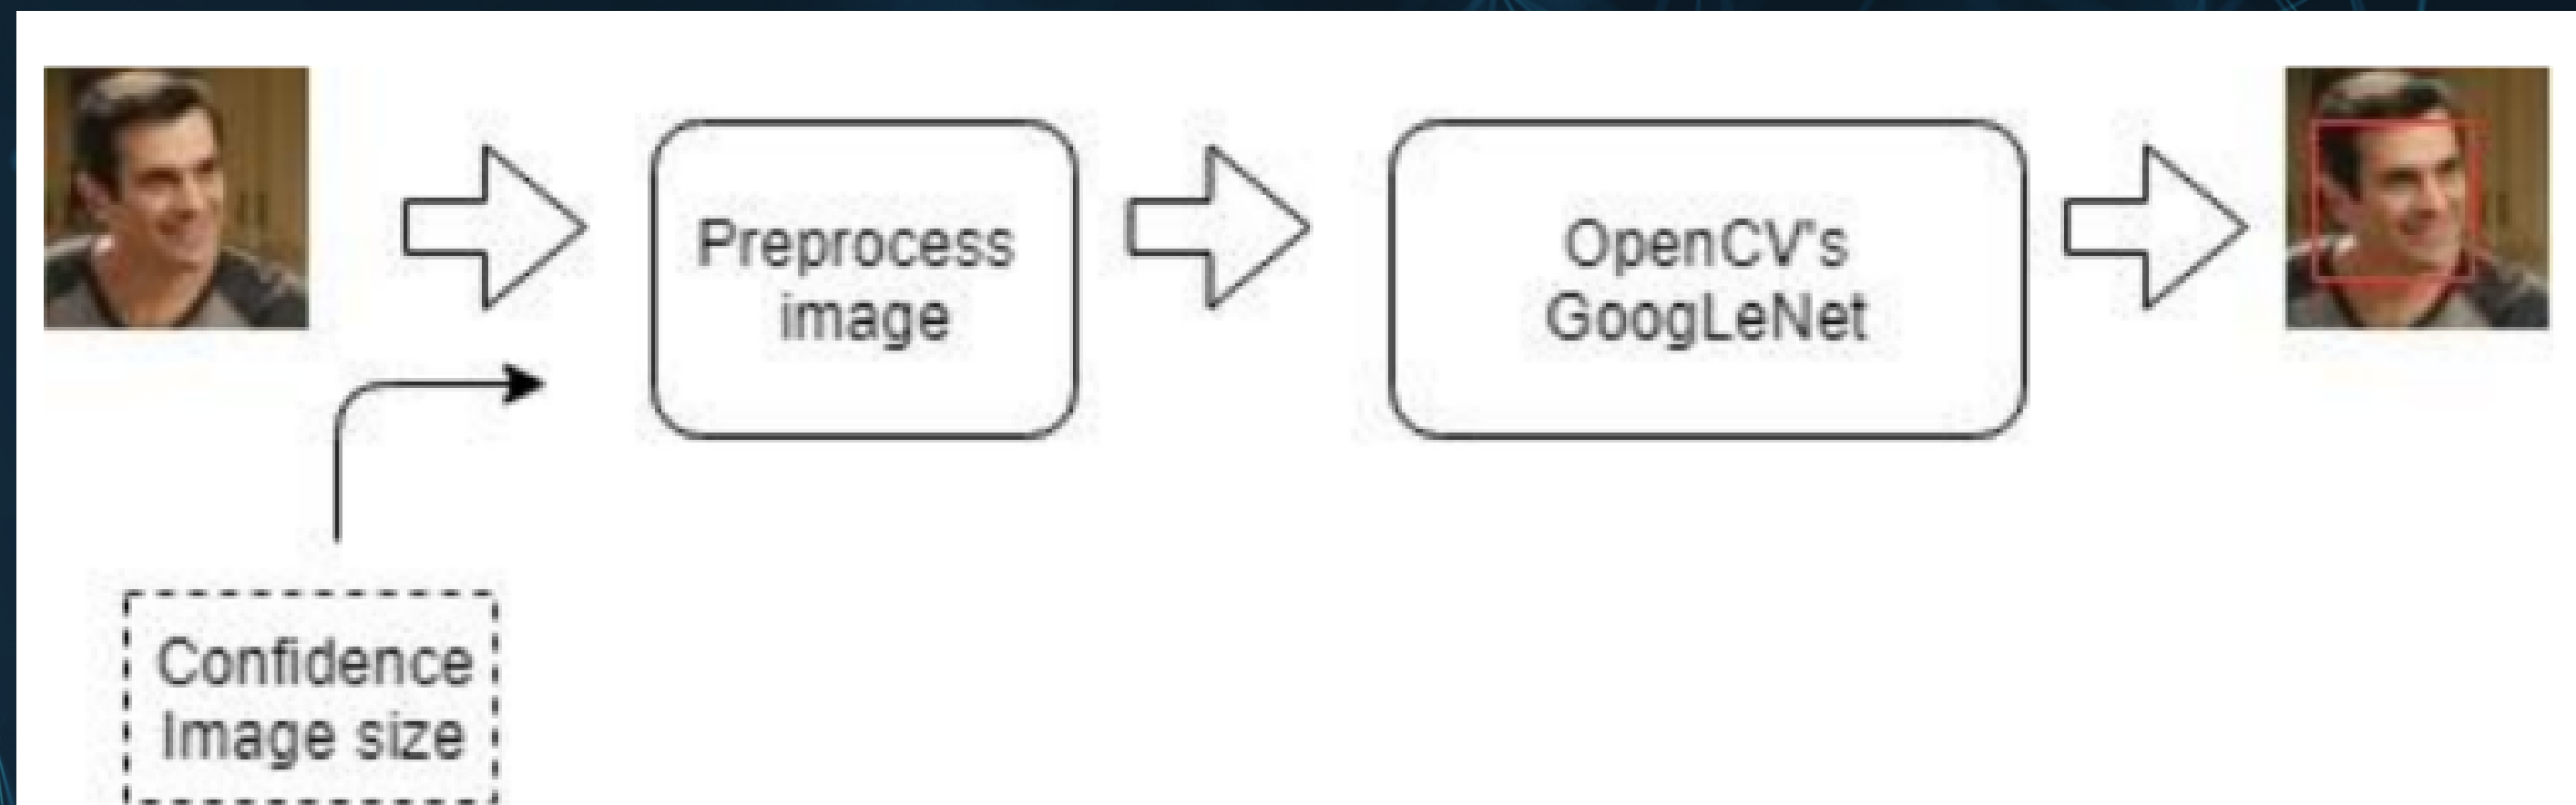 Preprocess
image
OpenCV's
GoogLeNet
Confidence
Image size